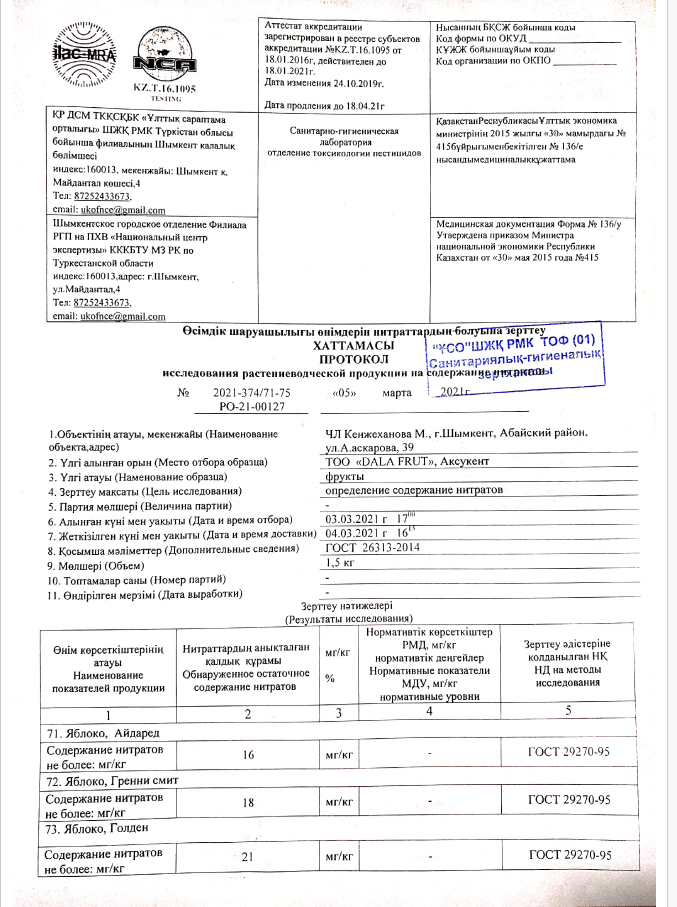 ilac-MRA
NCA
KZ.T.16.1095
TESTING
Аттестат аккредитации
зарегистрирован в реестре субъектов
аккредитации №KZ.T.16.1095 от
18.01.2016г, действителен до
18.01.2021г.
Дата изменения 24.10.2019г.
Дата продления до 18.04.21г
Нысанның БҚСЖ бойынша коды
Код формы по ОКУД
КҰЖЖ бойыншаұйым коды
Код организации по ОКПО
ҚР ДСМ ТККСҚБК «Ұлттық сараптама
орталығы» ШЖҚ РМК Түркістан облысы
бойынша филиалының Шымкент қалалық
бөлімшесі
индекс:160013, мекенжайы: Шымкент қ,
Майдантал көшесі,4
Тел: 87252433673,
email: ukofnce@gmail.com
Санитарно-гигиеническая
лаборатория
отделение токсикологии пестицидов
ҚазақстанРеспубликасыҰлттық экономика
министрінің 2015 жылғы «30» мамырдағы №
415бұйрығыменбекітілген № 136/е
нысандымедициналыққұжаттама
Шымкентское городское отделение Филиала
РГП на ПХВ «Национальный центр
экспертизы» КККБТУ МЗ РК по
Туркестанской области
индекс:160013,адрес: г.Шымкент,
ул.Майдантал,4
Тел: 87252433673,
email: ukofnce@gmail.com
Медицинская документация Форма № 136/у
Утверждена приказом Министра
национальной экономики Республики
Казахстан от «30» мая 2015 года №415
Өсімдік шаруашылығы өнімдерін нитраттардың болуына зерттеу
ХАТТАМАСЫ
ПРОТОКОЛ
исследования растениеводческой продукции на содержание нитратов
"ҰСО"ШЖҚ РМК ТОФ (01)
Санитариялық-гигиеналық
зертханасы
№ 2021-374/71-75 «05» марта 2021г
РО-21-00127
1.Объектінің атауы, мекенжайы (Наименование
объекта,адрес)
ЧЛ Кенжеханова М., г.Шымкент, Абайский район,
ул.А.аскарова, 39
2. Үлгі алынған орын (Место отбора образца) ТОО «DALA FRUT», Аксукент
3. Үлгі атауы (Наименование образца) фрукты
4. Зерттеу мақсаты (Цель исследования) определение содержание нитратов
5. Партия мөлшері (Величина партии) -
6. Алынған күні мен уақыты (Дата и время отбора) 03.03.2021 г 17⁰⁰
7. Жеткізілген күні мен уақыты (Дата и время доставки) 04.03.2021 г 16¹⁵
8. Қосымша мәліметтер (Дополнительные сведения) ГОСТ 26313-2014
9. Мөлшері (Объем) 1,5 кг
10. Топтамалар саны (Номер партий) -
11. Өндірілген мерзімі (Дата выработки) -
Зерттеу нәтижелері
(Результаты исследования)
Өнім көрсеткіштерінің
атауы
Наименование
показателей продукции
Нитраттардың анықталған
қалдық құрамы
Обнаруженное остаточное
содержание нитратов
мг/кг
%
Нормативтік көрсеткіштер
РМД, мг/кг
нормативтік деңгейлер
Нормативные показатели
МДУ, мг/кг
нормативные уровни
Зерттеу әдістеріне
қолданылған НҚ
НД на методы
исследования
1 2 3 4 5
71. Яблоко, Айдаред
Содержание нитратов
не более: мг/кг
16 мг/кг - ГОСТ 29270-95
72. Яблоко, Гренни смит
Содержание нитратов
не более: мг/кг
18 мг/кг - ГОСТ 29270-95
73. Яблоко, Голден
Содержание нитратов
не более: мг/кг
21 мг/кг - ГОСТ 29270-95